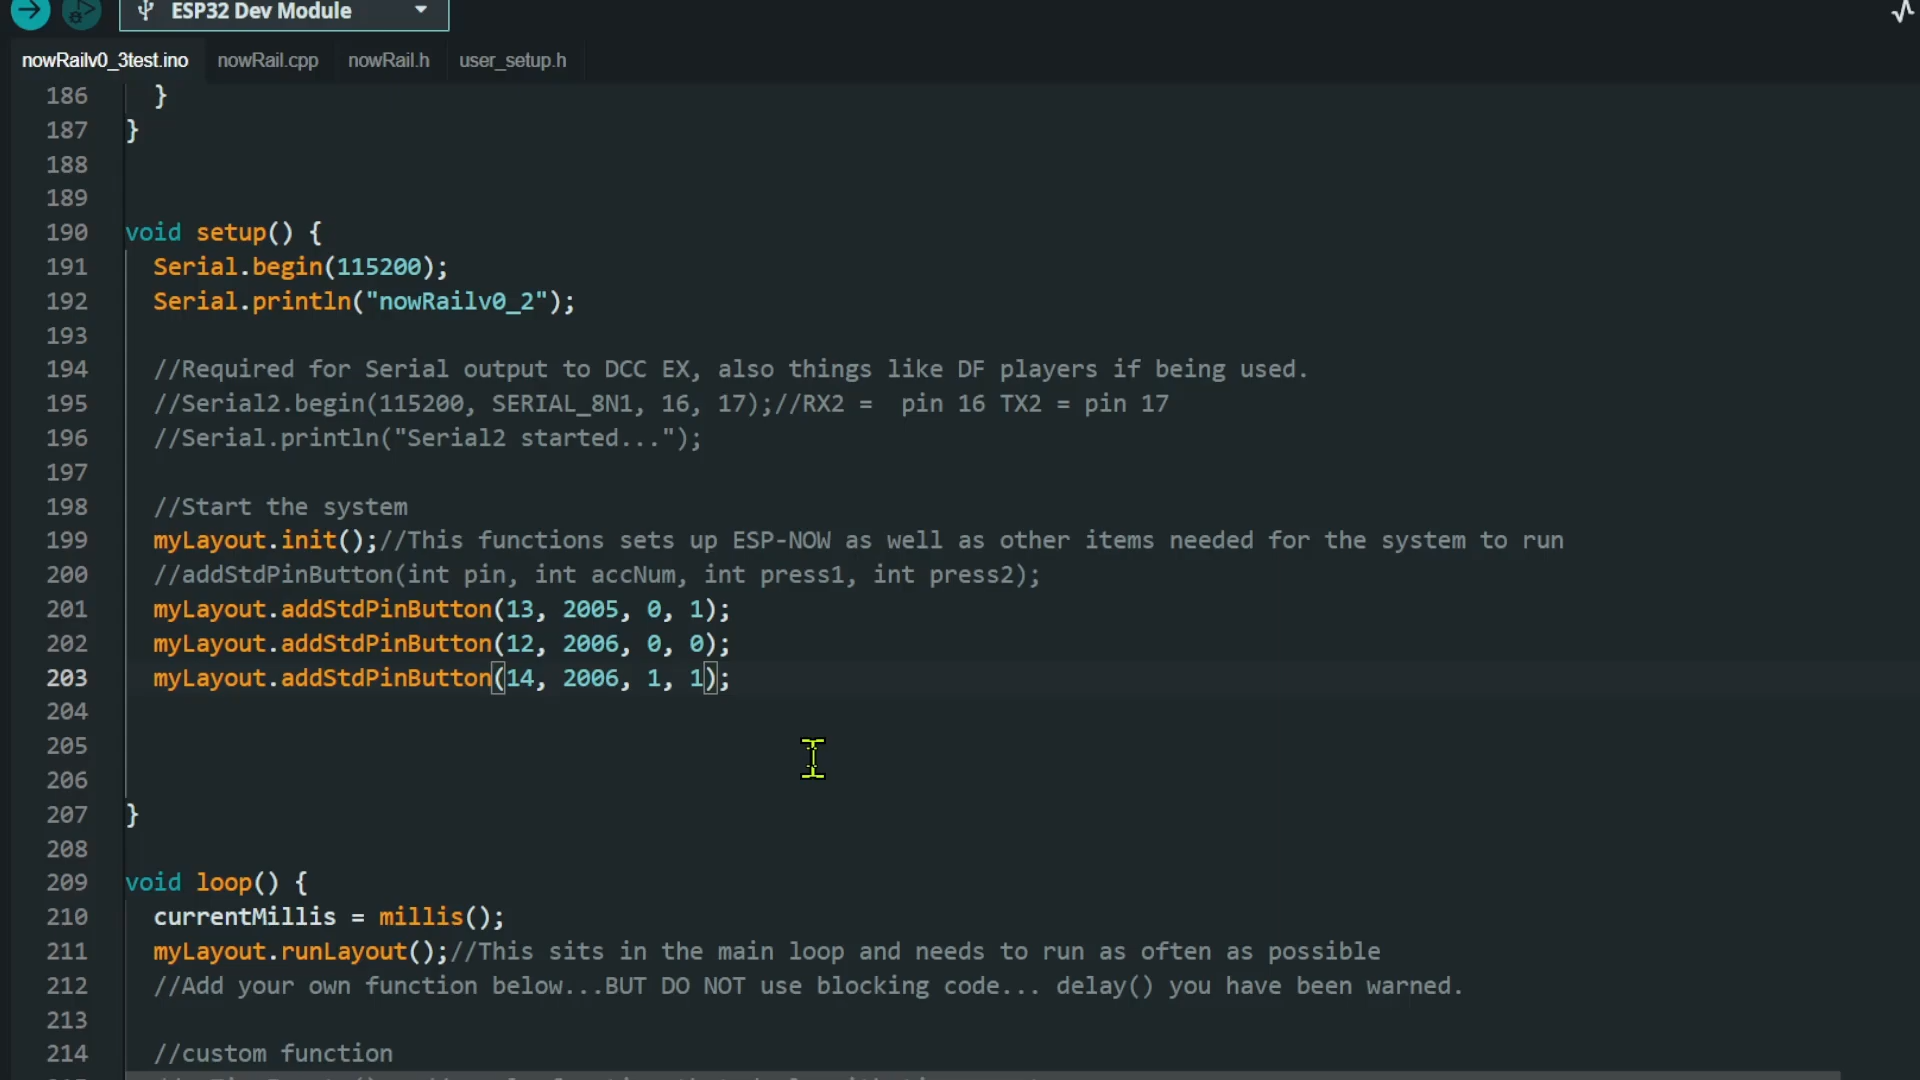 ESP32 Dev Module
nowRailv0_3test.ino nowRail.cpp nowRail.h user_setup.h
186 }
187 }
188
189
190 void setup() {
191 Serial.begin(115200);
192 Serial.println("nowRailv0_2");
193
194 //Required for Serial output to DCC EX, also things like DF players if being used.
195 //Serial2.begin(115200, SERIAL_8N1, 16, 17);//RX2 =  pin 16 TX2 = pin 17
196 //Serial.println("Serial2 started...");
197
198 //Start the system
199 myLayout.init();//This functions sets up ESP-NOW as well as other items needed for the system to run
200 //addStdPinButton(int pin, int accNum, int press1, int press2);
201 myLayout.addStdPinButton(13, 2005, 0, 1);
202 myLayout.addStdPinButton(12, 2006, 0, 0);
203 myLayout.addStdPinButton(14, 2006, 1, 1);
204
205
206
207 }
208
209 void loop() {
210 currentMillis = millis();
211 myLayout.runLayout();//This sits in the main loop and needs to run as often as possible
212 //Add your own function below...BUT DO NOT use blocking code... delay() you have been warned.
213
214 //custom function